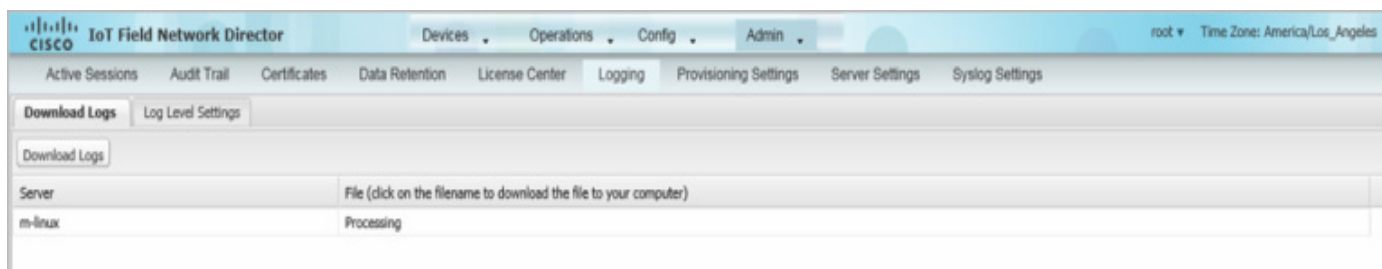 CISCO IoT Field Network Director Devices Operations Config Admin root Time Zone: America/Los_Angeles
Active Sessions Audit Trail Certificates Data Retention License Center Logging Provisioning Settings Server Settings Syslog Settings
Download Logs Log Level Settings
Download Logs
Server File (click on the filename to download the file to your computer)
m-linux Processing